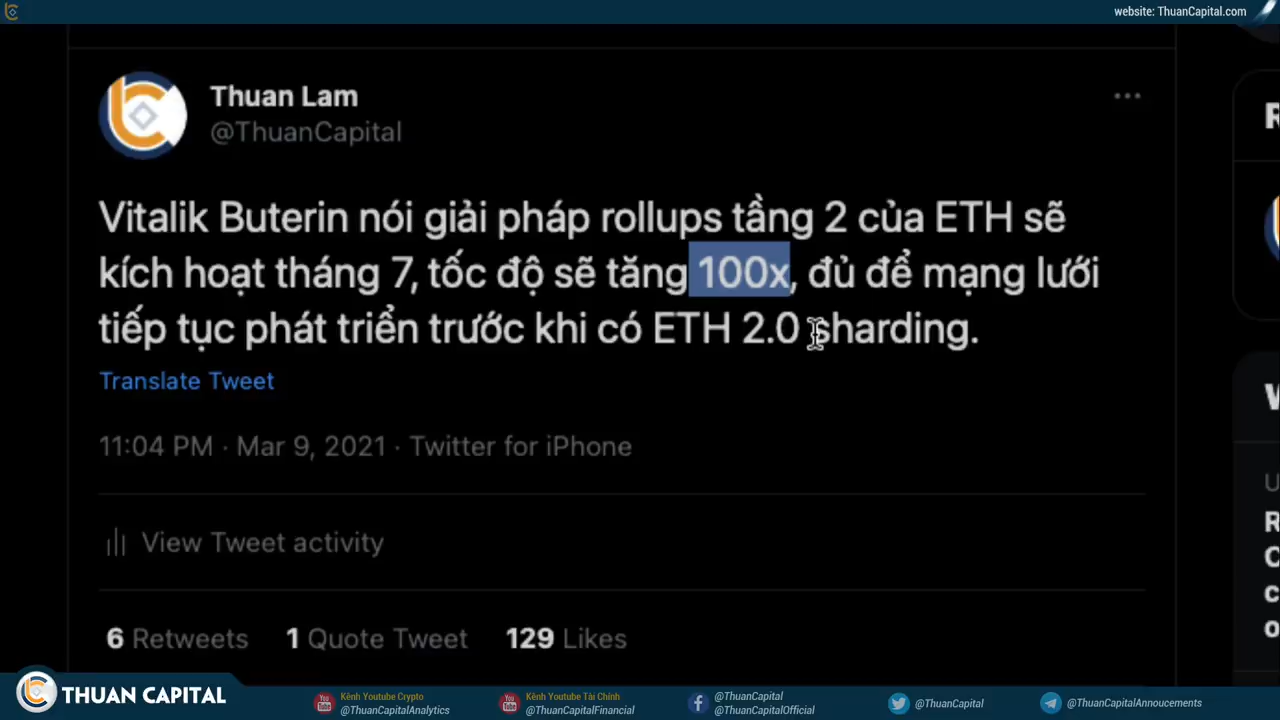 website: ThuanCapital.com
Thuan Lam
@ThuanCapital
Vitalik Buterin nói giải pháp rollups tầng 2 của ETH sẽ
kích hoạt tháng 7, tốc độ sẽ tăng 100x, đủ để mạng lưới
tiếp tục phát triển trước khi có ETH 2.0 sharding.
Translate Tweet
11:04 PM · Mar 9, 2021 · Twitter for iPhone
View Tweet activity
6 Retweets 1 Quote Tweet 129 Likes
THUAN CAPITAL
Kênh Youtube Crypto
@ThuanCapitalAnalytics
Kênh Youtube Tài Chính
@ThuanCapitalFinancial
@ThuanCapital
@ThuanCapitalOfficial
@ThuanCapital
@ThuanCapitalAnnoucements